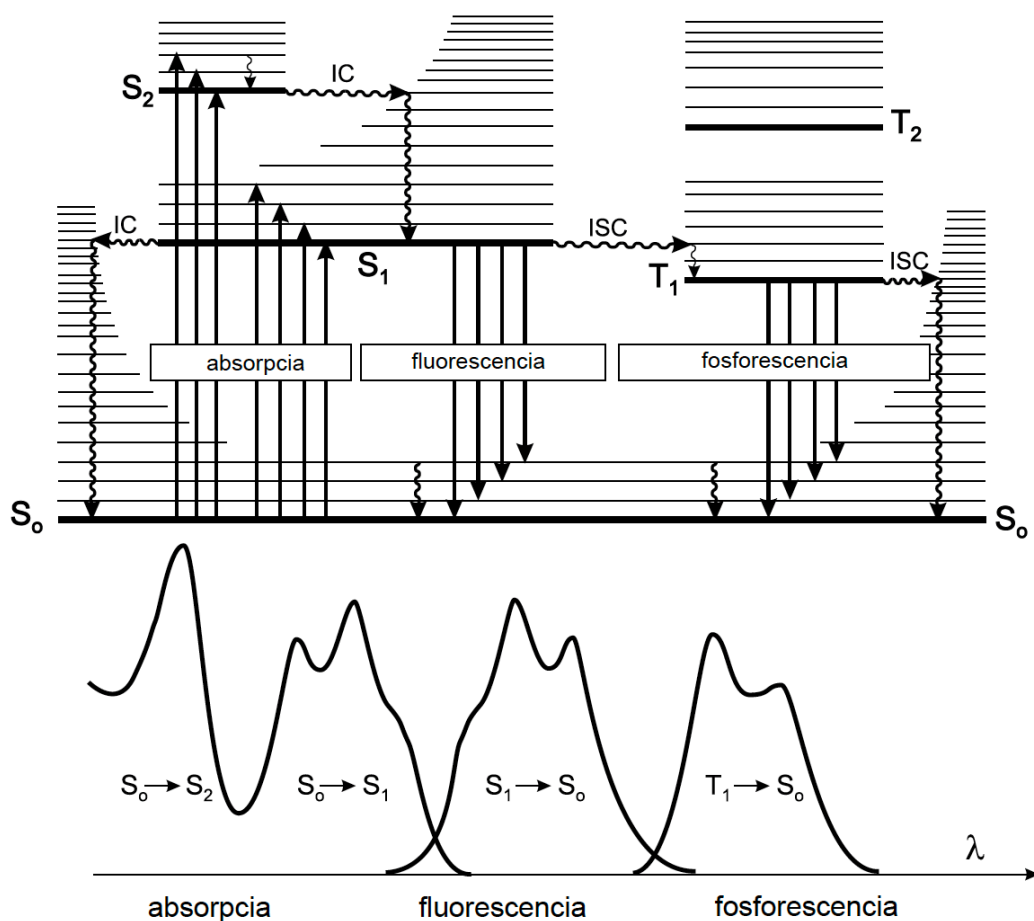 S₂
IC
T₂
IC
S₁
ISC
T₁
ISC
absorpcia
fluorescencia
fosforescencia
Sₒ
Sₒ
Sₒ → S₂
Sₒ → S₁
S₁ → Sₒ
T₁ → Sₒ
λ
absorpcia
fluorescencia
fosforescencia